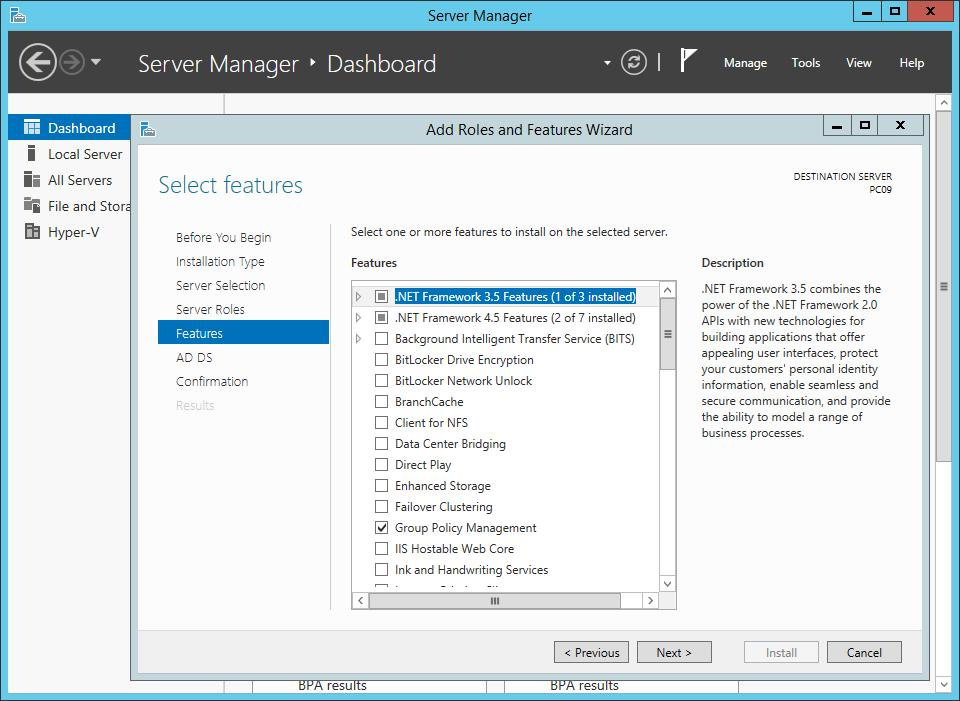 Server Manager
Server Manager ‣ Dashboard
Manage
Tools
View
Help
Dashboard
Local Server
All Servers
File and Stora
Hyper-V
Add Roles and Features Wizard
Select features
DESTINATION SERVER
PC09
Before You Begin
Installation Type
Server Selection
Server Roles
Features
AD DS
Confirmation
Results
Select one or more features to install on the selected server.
Features
.NET Framework 3.5 Features (1 of 3 installed)
.NET Framework 4.5 Features (2 of 7 installed)
Background Intelligent Transfer Service (BITS)
BitLocker Drive Encryption
BitLocker Network Unlock
BranchCache
Client for NFS
Data Center Bridging
Direct Play
Enhanced Storage
Failover Clustering
Group Policy Management
IIS Hostable Web Core
Ink and Handwriting Services
Description
.NET Framework 3.5 combines the
power of the .NET Framework 2.0
APIs with new technologies for
building applications that offer
appealing user interfaces, protect
your customers' personal identity
information, enable seamless and
secure communication, and provide
the ability to model a range of
business processes.
< Previous
Next >
Install
Cancel
BPA results
BPA results